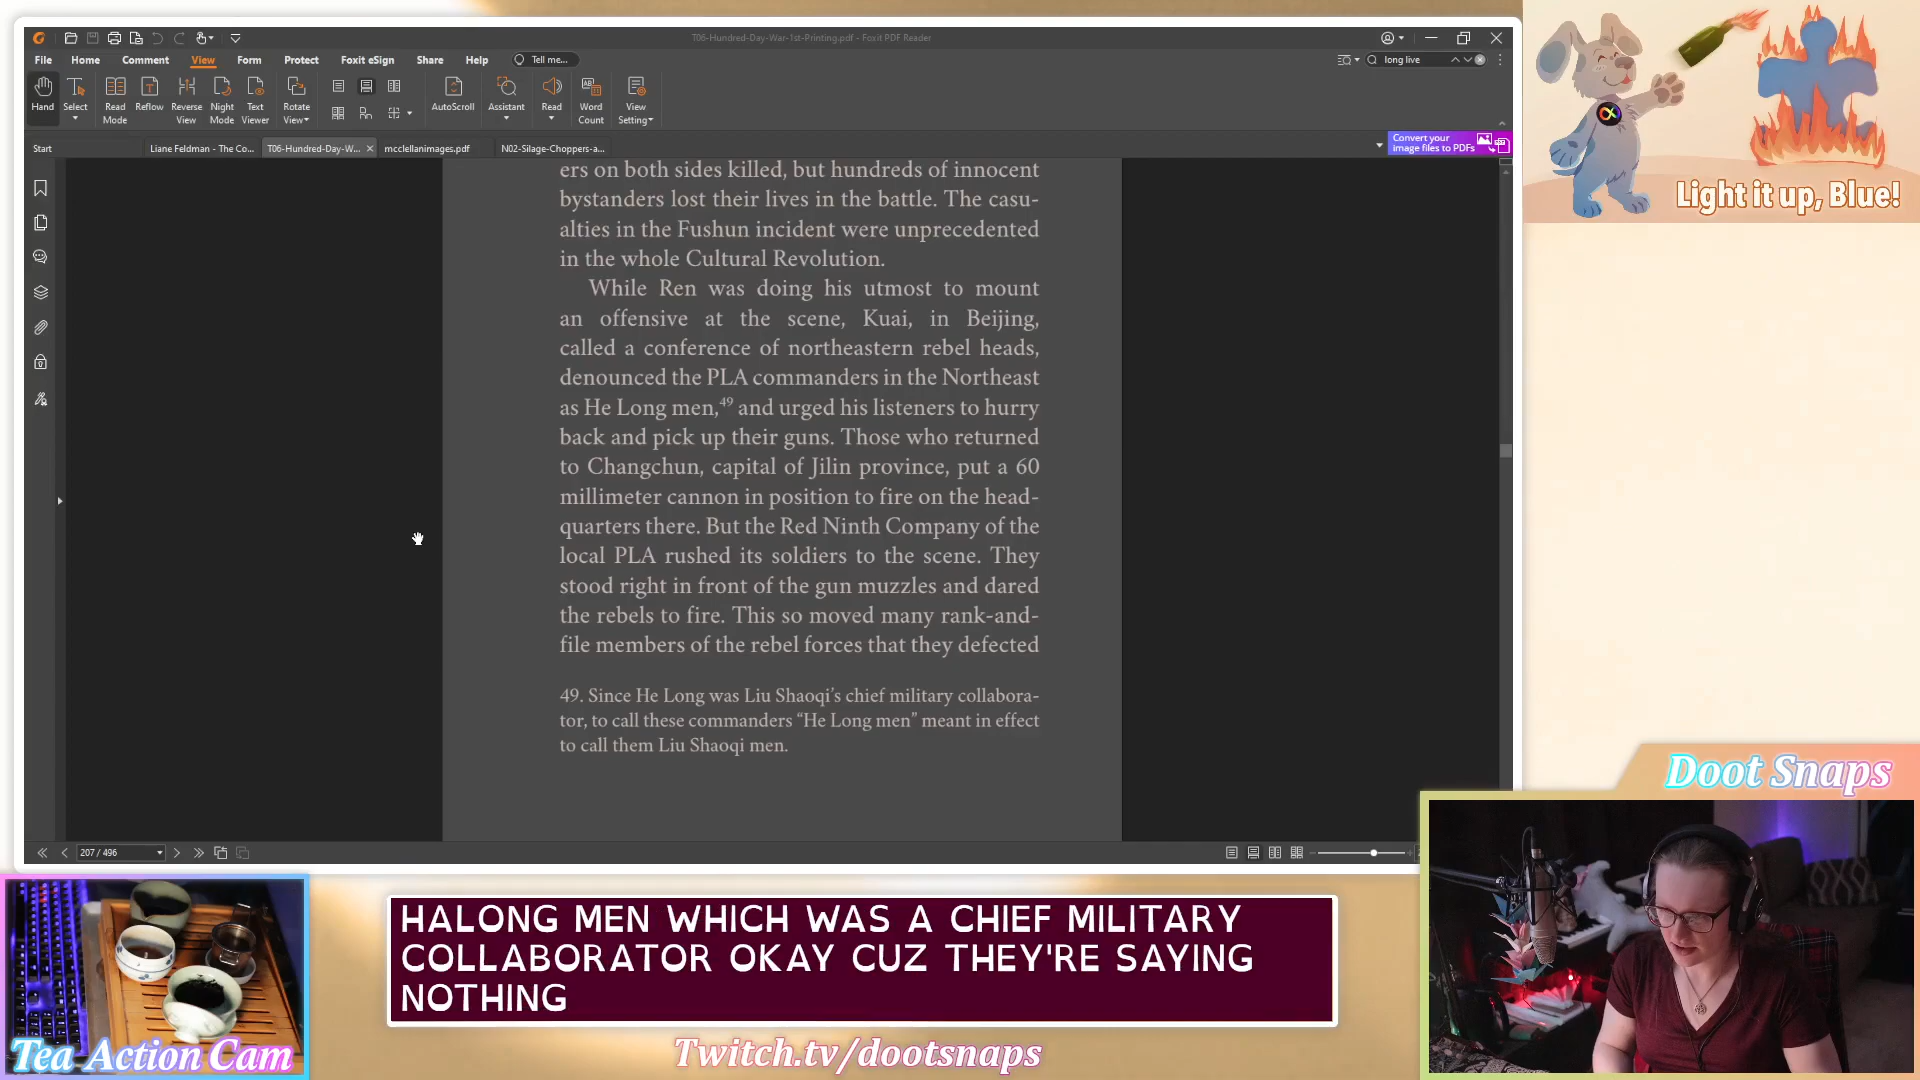 T06-Hundred-Day-War-1st-Printing.pdf - Foxit PDF Reader
File Home Comment View Form Protect Foxit eSign Share Help Tell me... long live
Hand Select Read Mode Reflow Reverse View Night Mode Text Viewer Rotate View AutoScroll Assistant Read Word Count View Setting
Start Liane Feldman - The Co... T06-Hundred-Day-W... mcclellanimages.pdf N02-Silage-Choppers-a...
Convert your
image files to PDFs
ers on both sides killed, but hundreds of innocent
bystanders lost their lives in the battle. The casu-
alties in the Fushun incident were unprecedented
in the whole Cultural Revolution.
While Ren was doing his utmost to mount
an offensive at the scene, Kuai, in Beijing,
called a conference of northeastern rebel heads,
denounced the PLA commanders in the Northeast
as He Long men,49 and urged his listeners to hurry
back and pick up their guns. Those who returned
to Changchun, capital of Jilin province, put a 60
millimeter cannon in position to fire on the head-
quarters there. But the Red Ninth Company of the
local PLA rushed its soldiers to the scene. They
stood right in front of the gun muzzles and dared
the rebels to fire. This so moved many rank-and-
file members of the rebel forces that they defected
49. Since He Long was Liu Shaoqi's chief military collabora-
tor, to call these commanders “He Long men” meant in effect
to call them Liu Shaoqi men.
207 / 496
Light it up, Blue!
Doot Snaps
HALONG MEN WHICH WAS A CHIEF MILITARY
COLLABORATOR OKAY CUZ THEY'RE SAYING
NOTHING
Tea Action Cam
Twitch.tv/dootsnaps